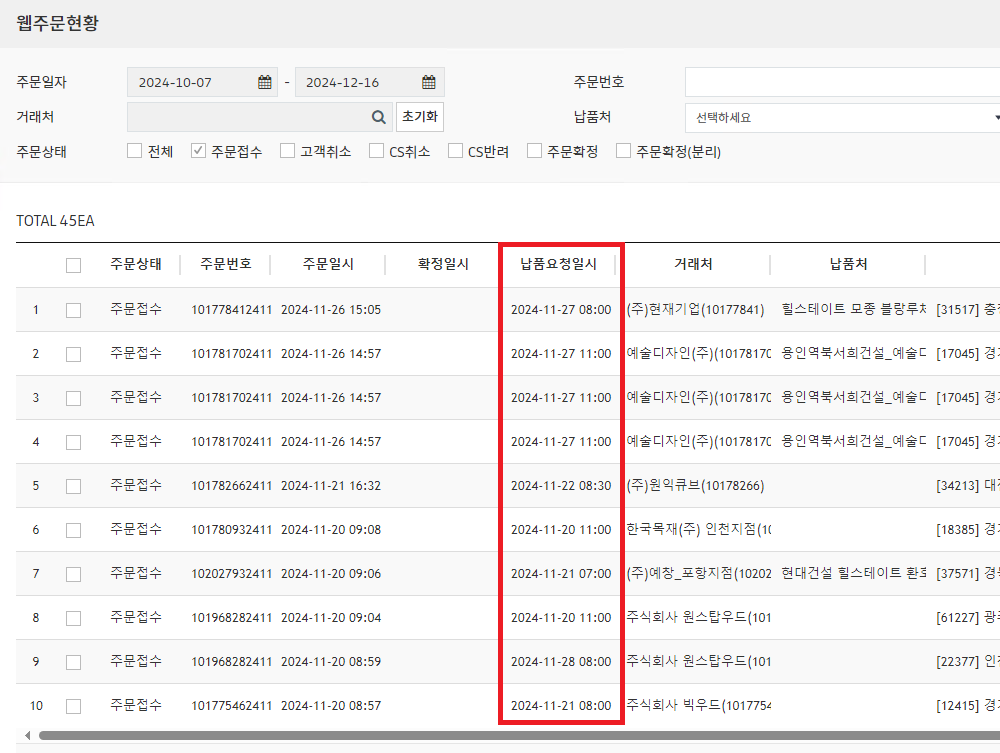 웹주문현황
주문일자 2024-10-07 - 2024-12-16 주문번호
거래처 초기화 납품처 선택하세요
주문상태 전체 주문접수 고객취소 CS취소 CS반려 주문확정 주문확정(분리)
TOTAL 45EA
주문상태 주문번호 주문일시 확정일시 납품요청일시 거래처 납품처
1 주문접수 101778412411 2024-11-26 15:05 2024-11-27 08:00 (주)현재기업(10177841) 힐스테이트 모종 블랑루 [31517] 충
2 주문접수 101781702411 2024-11-26 14:57 2024-11-27 11:00 예술디자인(주)(1017817 용인역북서희건설_예술 [17045] 경
3 주문접수 101781702411 2024-11-26 14:57 2024-11-27 11:00 예술디자인(주)(1017817 용인역북서희건설_예술 [17045] 경
4 주문접수 101781702411 2024-11-26 14:57 2024-11-27 11:00 예술디자인(주)(1017817 용인역북서희건설_예술 [17045] 경
5 주문접수 101782662411 2024-11-21 16:32 2024-11-22 08:30 (주)원익큐브(10178266) [34213] 대
6 주문접수 101780932411 2024-11-20 09:08 2024-11-20 11:00 한국목재(주) 인천지점(10 [18385] 경
7 주문접수 102027932411 2024-11-20 09:06 2024-11-21 07:00 (주)예창_포항지점(10202 현대건설 힐스테이트 환호 [37571] 경
8 주문접수 101968282411 2024-11-20 09:04 2024-11-20 11:00 주식회사 원스탑우드(101 [61227] 광
9 주문접수 101968282411 2024-11-20 08:59 2024-11-28 08:00 주식회사 원스탑우드(101 [22377] 인
10 주문접수 101775462411 2024-11-20 08:57 2024-11-21 08:00 주식회사 빅우드(1017754 [12415] 경